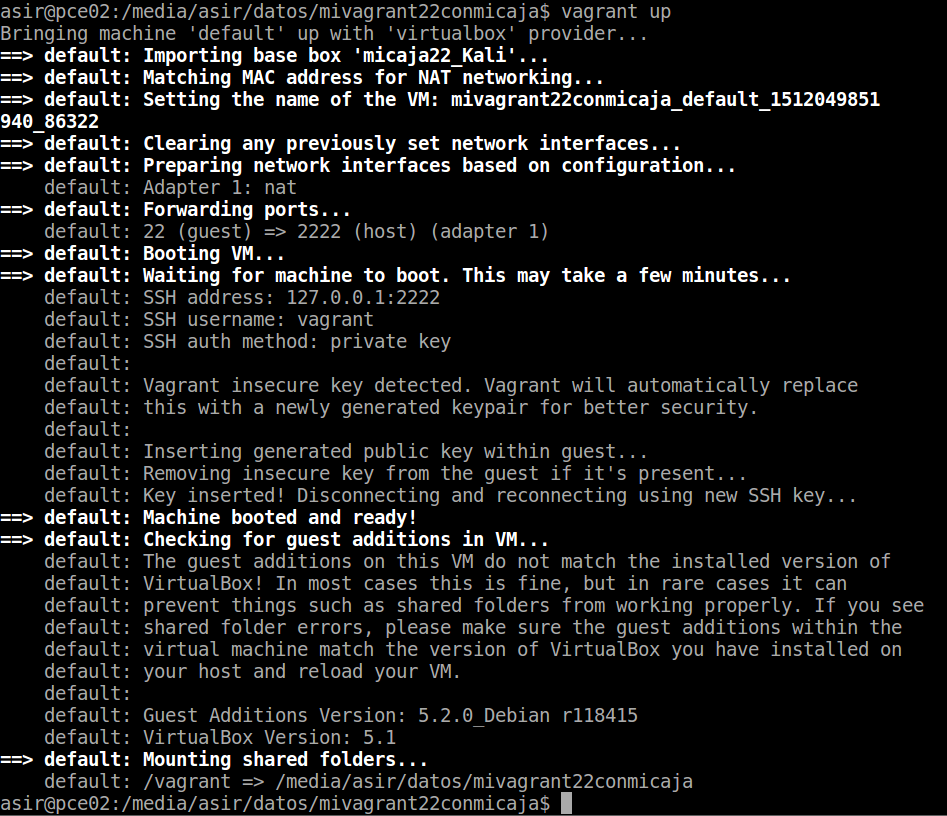 asir@pce02:/media/asir/datos/mivagrant22conmicaja$ vagrant up
Bringing machine 'default' up with 'virtualbox' provider...
==> default: Importing base box 'micaja22_Kali'...
==> default: Matching MAC address for NAT networking...
==> default: Setting the name of the VM: mivagrant22conmicaja_default_1512049851
940_86322
==> default: Clearing any previously set network interfaces...
==> default: Preparing network interfaces based on configuration...
    default: Adapter 1: nat
==> default: Forwarding ports...
    default: 22 (guest) => 2222 (host) (adapter 1)
==> default: Booting VM...
==> default: Waiting for machine to boot. This may take a few minutes...
    default: SSH address: 127.0.0.1:2222
    default: SSH username: vagrant
    default: SSH auth method: private key
    default:
    default: Vagrant insecure key detected. Vagrant will automatically replace
    default: this with a newly generated keypair for better security.
    default:
    default: Inserting generated public key within guest...
    default: Removing insecure key from the guest if it's present...
    default: Key inserted! Disconnecting and reconnecting using new SSH key...
==> default: Machine booted and ready!
==> default: Checking for guest additions in VM...
    default: The guest additions on this VM do not match the installed version of
    default: VirtualBox! In most cases this is fine, but in rare cases it can
    default: prevent things such as shared folders from working properly. If you see
    default: shared folder errors, please make sure the guest additions within the
    default: virtual machine match the version of VirtualBox you have installed on
    default: your host and reload your VM.
    default:
    default: Guest Additions Version: 5.2.0_Debian r118415
    default: VirtualBox Version: 5.1
==> default: Mounting shared folders...
    default: /vagrant => /media/asir/datos/mivagrant22conmicaja
asir@pce02:/media/asir/datos/mivagrant22conmicaja$